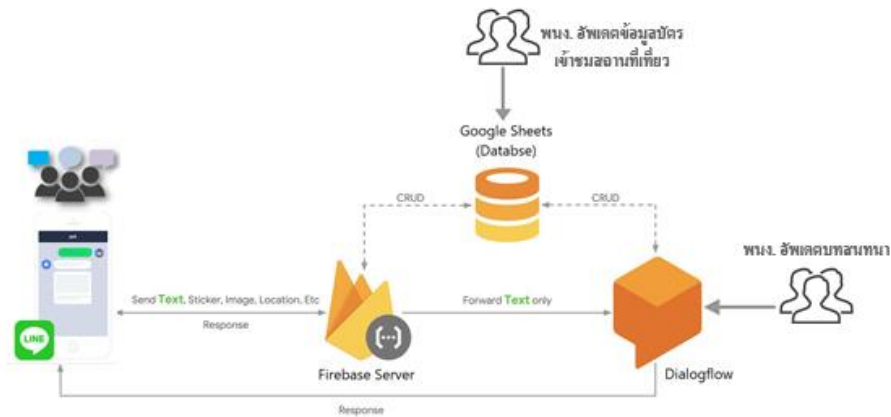 พนง. อัพเดตข้อมูลบัตร
เข้าชมสถานที่เที่ยว
Google Sheets
(Databse)
CRUD
CRUD
พนง. อัพเดตบทสนทนา
Send Text, Sticker, Image, Location, Etc
Forward Text only
Response
LINE
Firebase Server
Dialogflow
Response